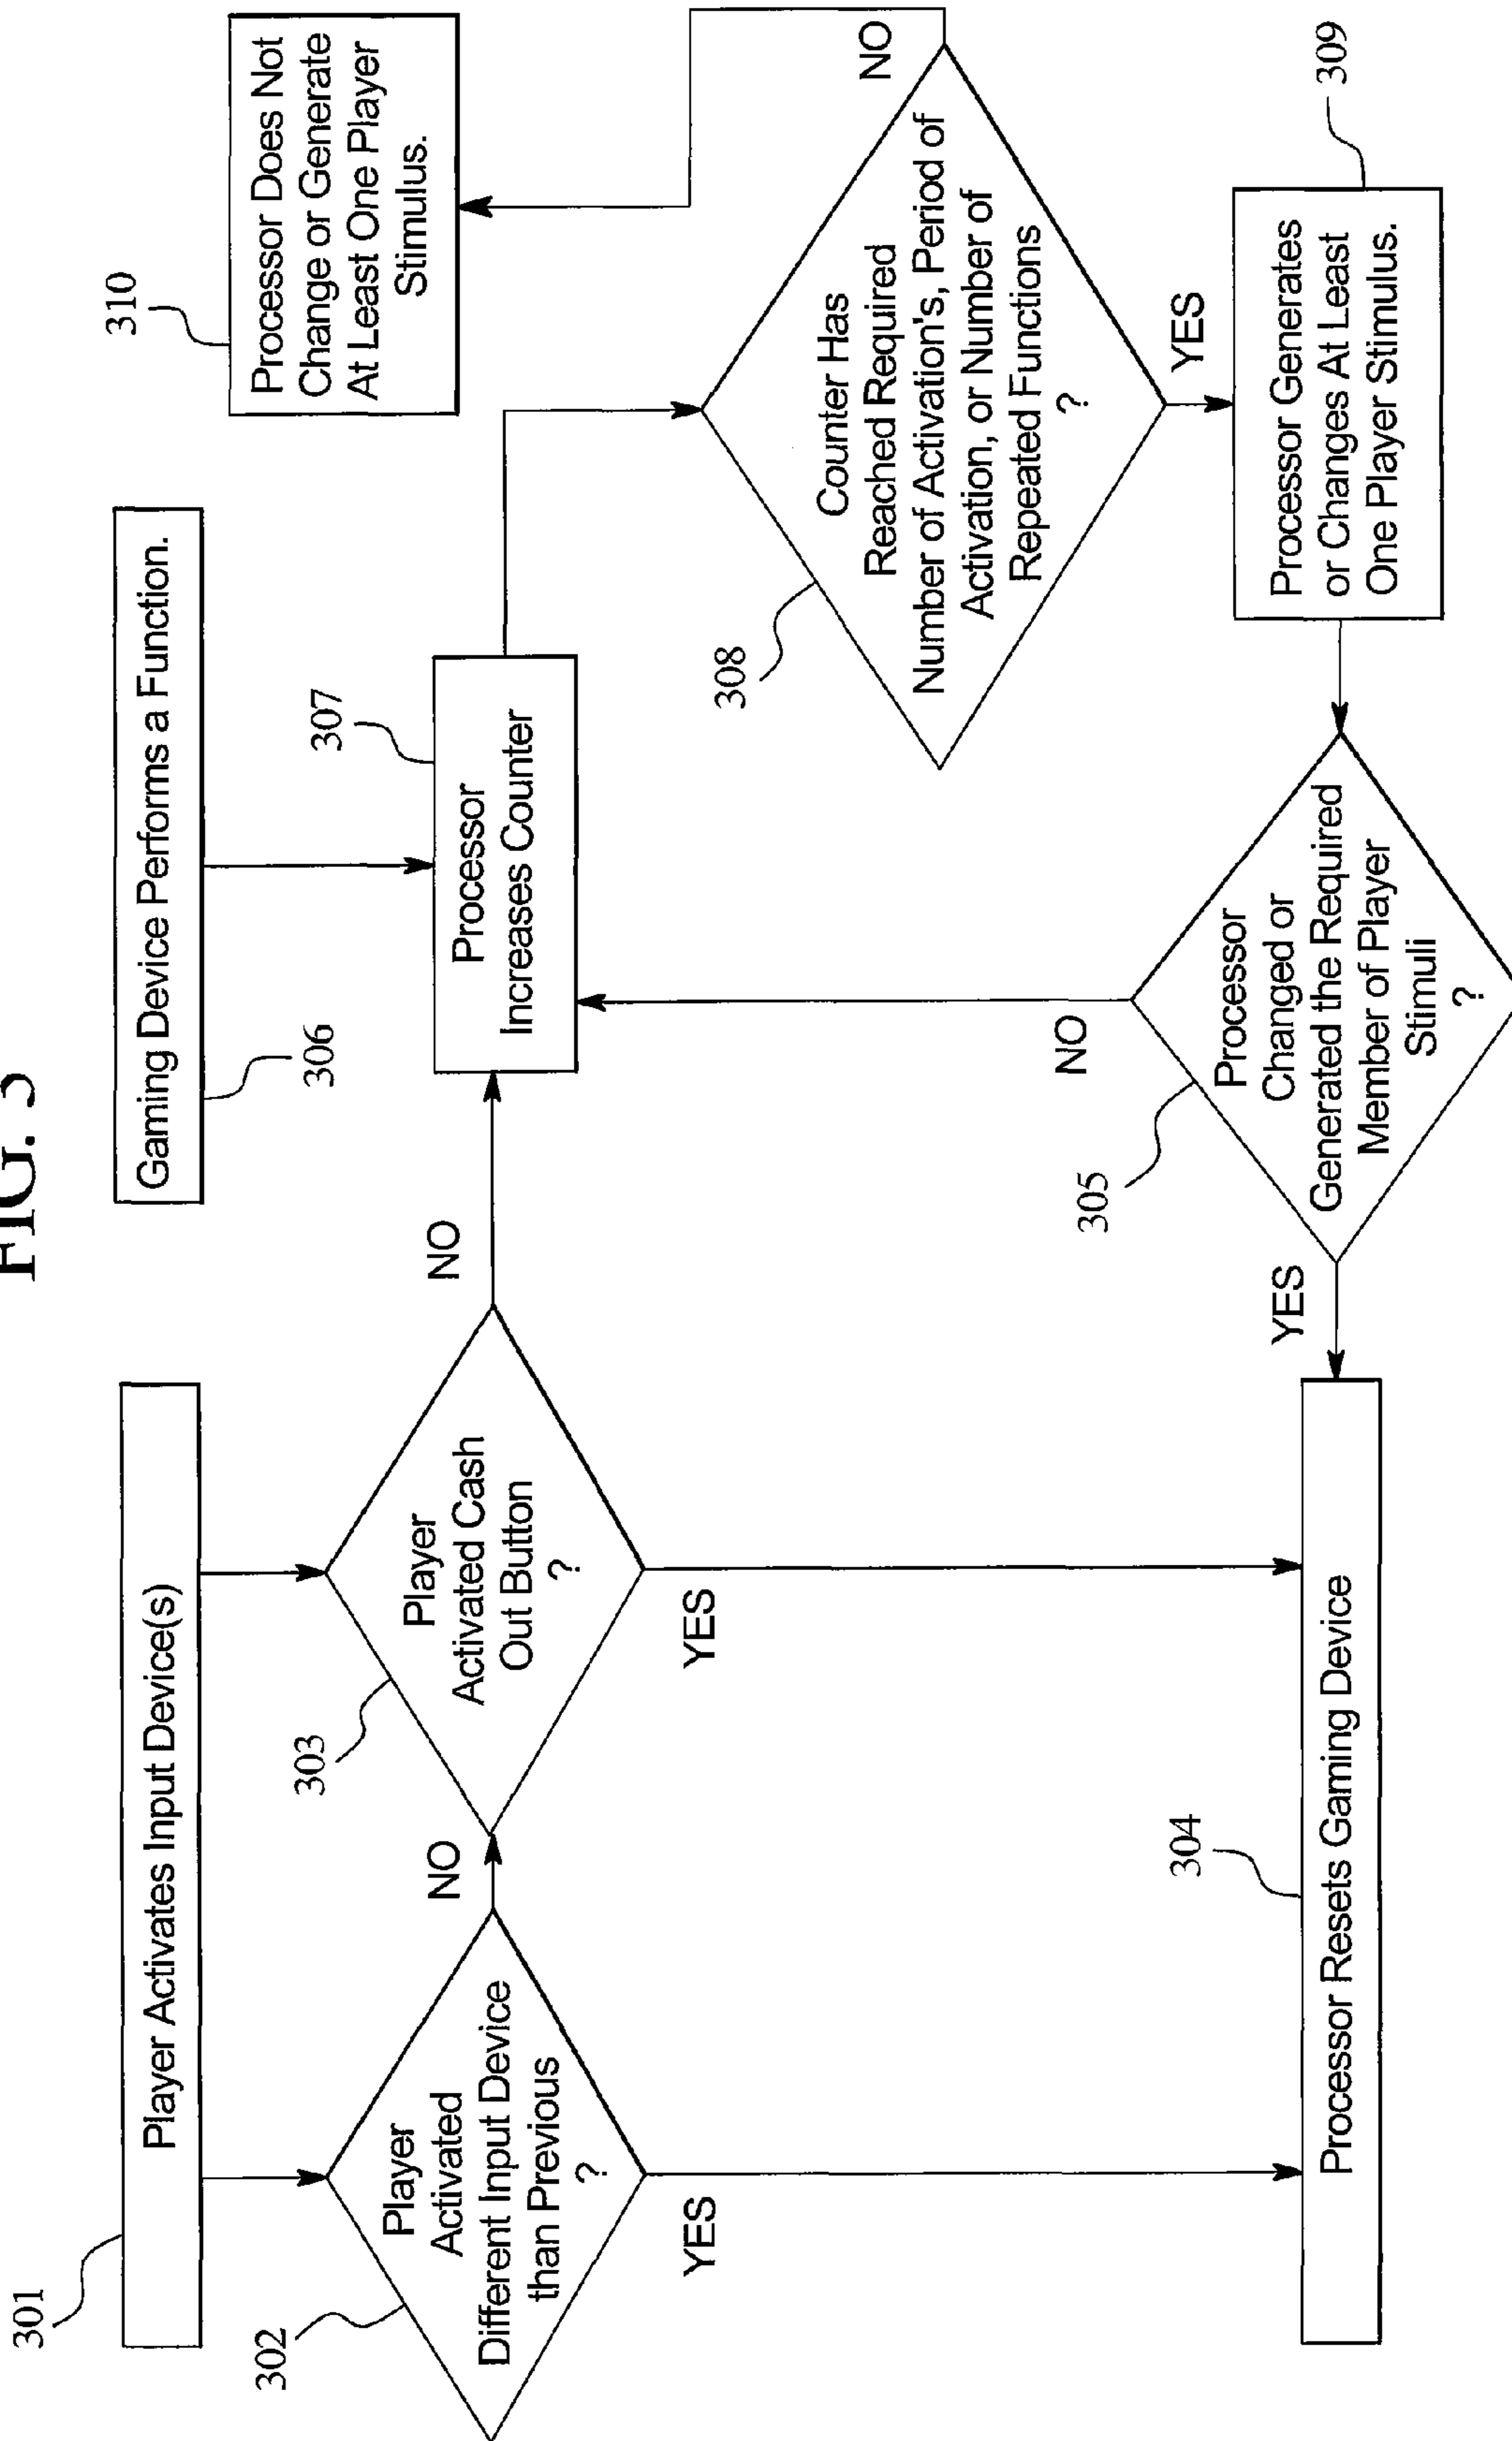 FIG.
301
Player Activates Input Device(s)
306
Gaming Device Performs a Function.
310
Processor Does Not
Change or Generate
At Least One Player
Stimulus.
302
Player
Activated
Different Input Device
than Previous
?
NO
YES
303
Player
Activated Cash
Out Button
?
NO
YES
307
Processor
Increases Counter
308
Counter Has
Reached Required
Number of Activation's, Period of
Activation, or Number of
Repeated Functions
?
NO
YES
304
Processor Resets Gaming Device
305
Processor
Changed or
Generated the Required
Member of Player
Stimuli
?
NO
YES
309
Processor Generates
or Changes At Least
One Player Stimulus.